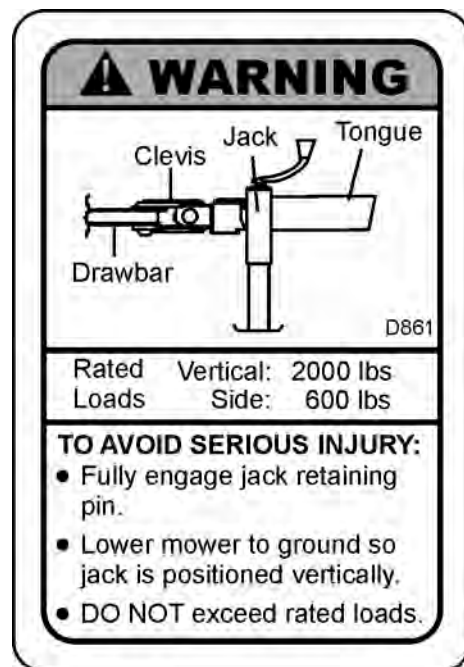 WARNING
Jack Tongue
Clevis
Drawbar
D861
Rated Vertical: 2000 lbs
Loads Side: 600 lbs
TO AVOID SERIOUS INJURY:
• Fully engage jack retaining
pin.
• Lower mower to ground so
jack is positioned vertically.
• DO NOT exceed rated loads.